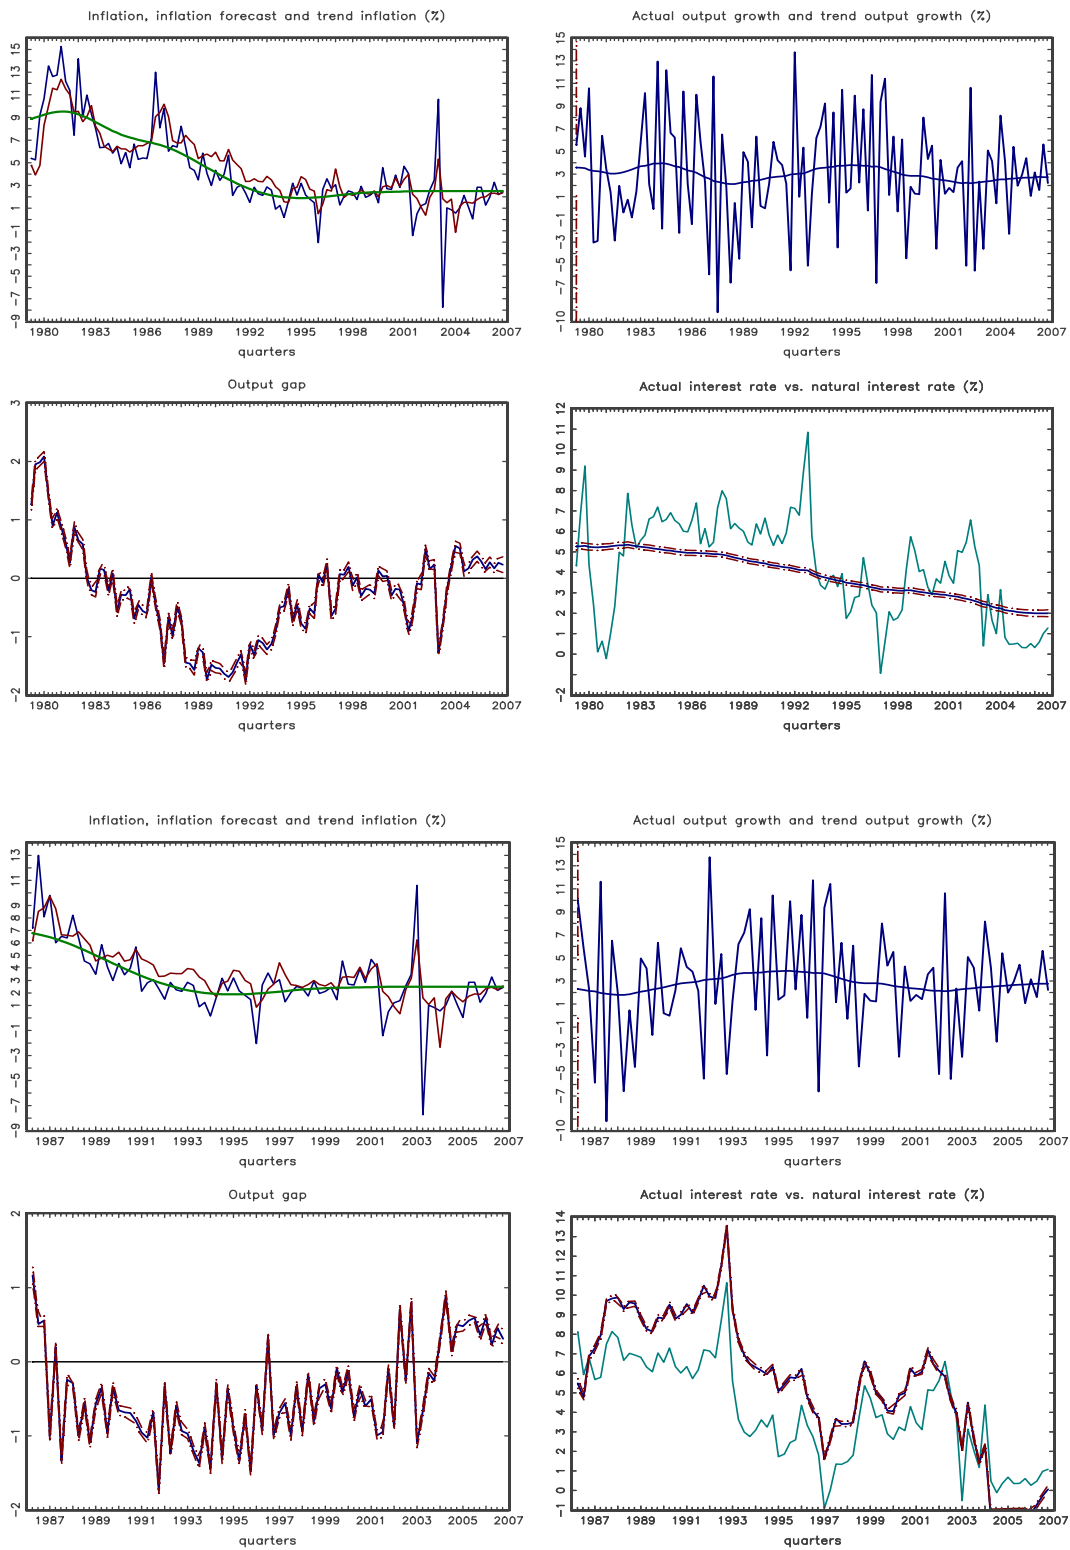 Inflation, inflation forecast and trend inflation (%)
Actual output growth and trend output growth (%)
-9 -7 -5 -3 -1 1 3 5 7 9 11 13 15
-10 -7 -5 -3 -1 1 3 5 7 9 11 13 15
1980 1983 1986 1989 1992 1995 1998 2001 2004 2007
1980 1983 1986 1989 1992 1995 1998 2001 2004 2007
quarters
quarters
Output gap
Actual interest rate vs. natural interest rate (%)
-2 -1 0 1 2 3
-2 0 1 2 3 4 5 6 7 8 9 10 11 12
1980 1983 1986 1989 1992 1995 1998 2001 2004 2007
1980 1983 1986 1989 1992 1995 1998 2001 2004 2007
quarters
quarters
Inflation, inflation forecast and trend inflation (%)
Actual output growth and trend output growth (%)
-9 -7 -5 -3 -1 1 2 3 4 5 6 7 8 9 11 13
-10 -7 -5 -3 -1 1 3 5 7 9 11 13 15
1987 1989 1991 1993 1995 1997 1999 2001 2003 2005 2007
1987 1989 1991 1993 1995 1997 1999 2001 2003 2005 2007
quarters
quarters
Output gap
Actual interest rate vs. natural interest rate (%)
-2 -1 0 1 2
-1 0 1 2 3 4 5 6 7 8 9 10 11 12 13 14
1987 1989 1991 1993 1995 1997 1999 2001 2003 2005 2007
1987 1989 1991 1993 1995 1997 1999 2001 2003 2005 2007
quarters
quarters